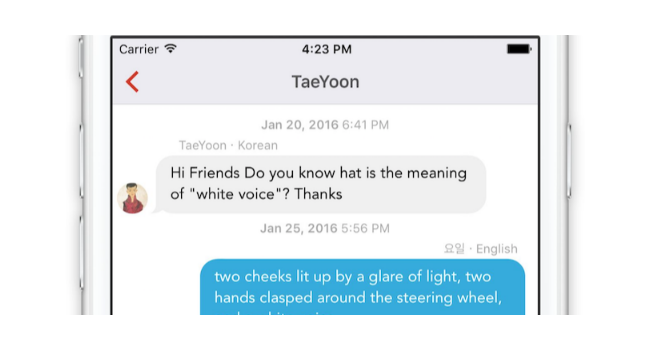 Carrier 4:23 PM
TaeYoon
Jan 20, 2016 6:41 PM
TaeYoon · Korean
Hi Friends Do you know hat is the meaning
of "white voice"? Thanks
Jan 25, 2016 5:56 PM
요일 · English
two cheeks lit up by a glare of light, two
hands clasped around the steering wheel,